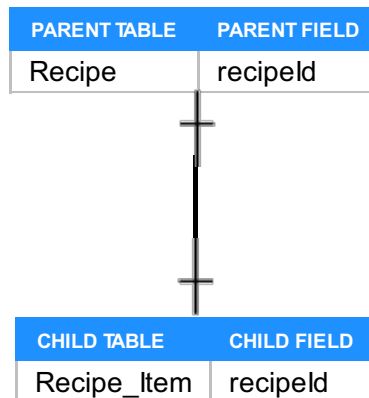 PARENT TABLE PARENT FIELD
Recipe recipeId
CHILD TABLE CHILD FIELD
Recipe_Item recipeId